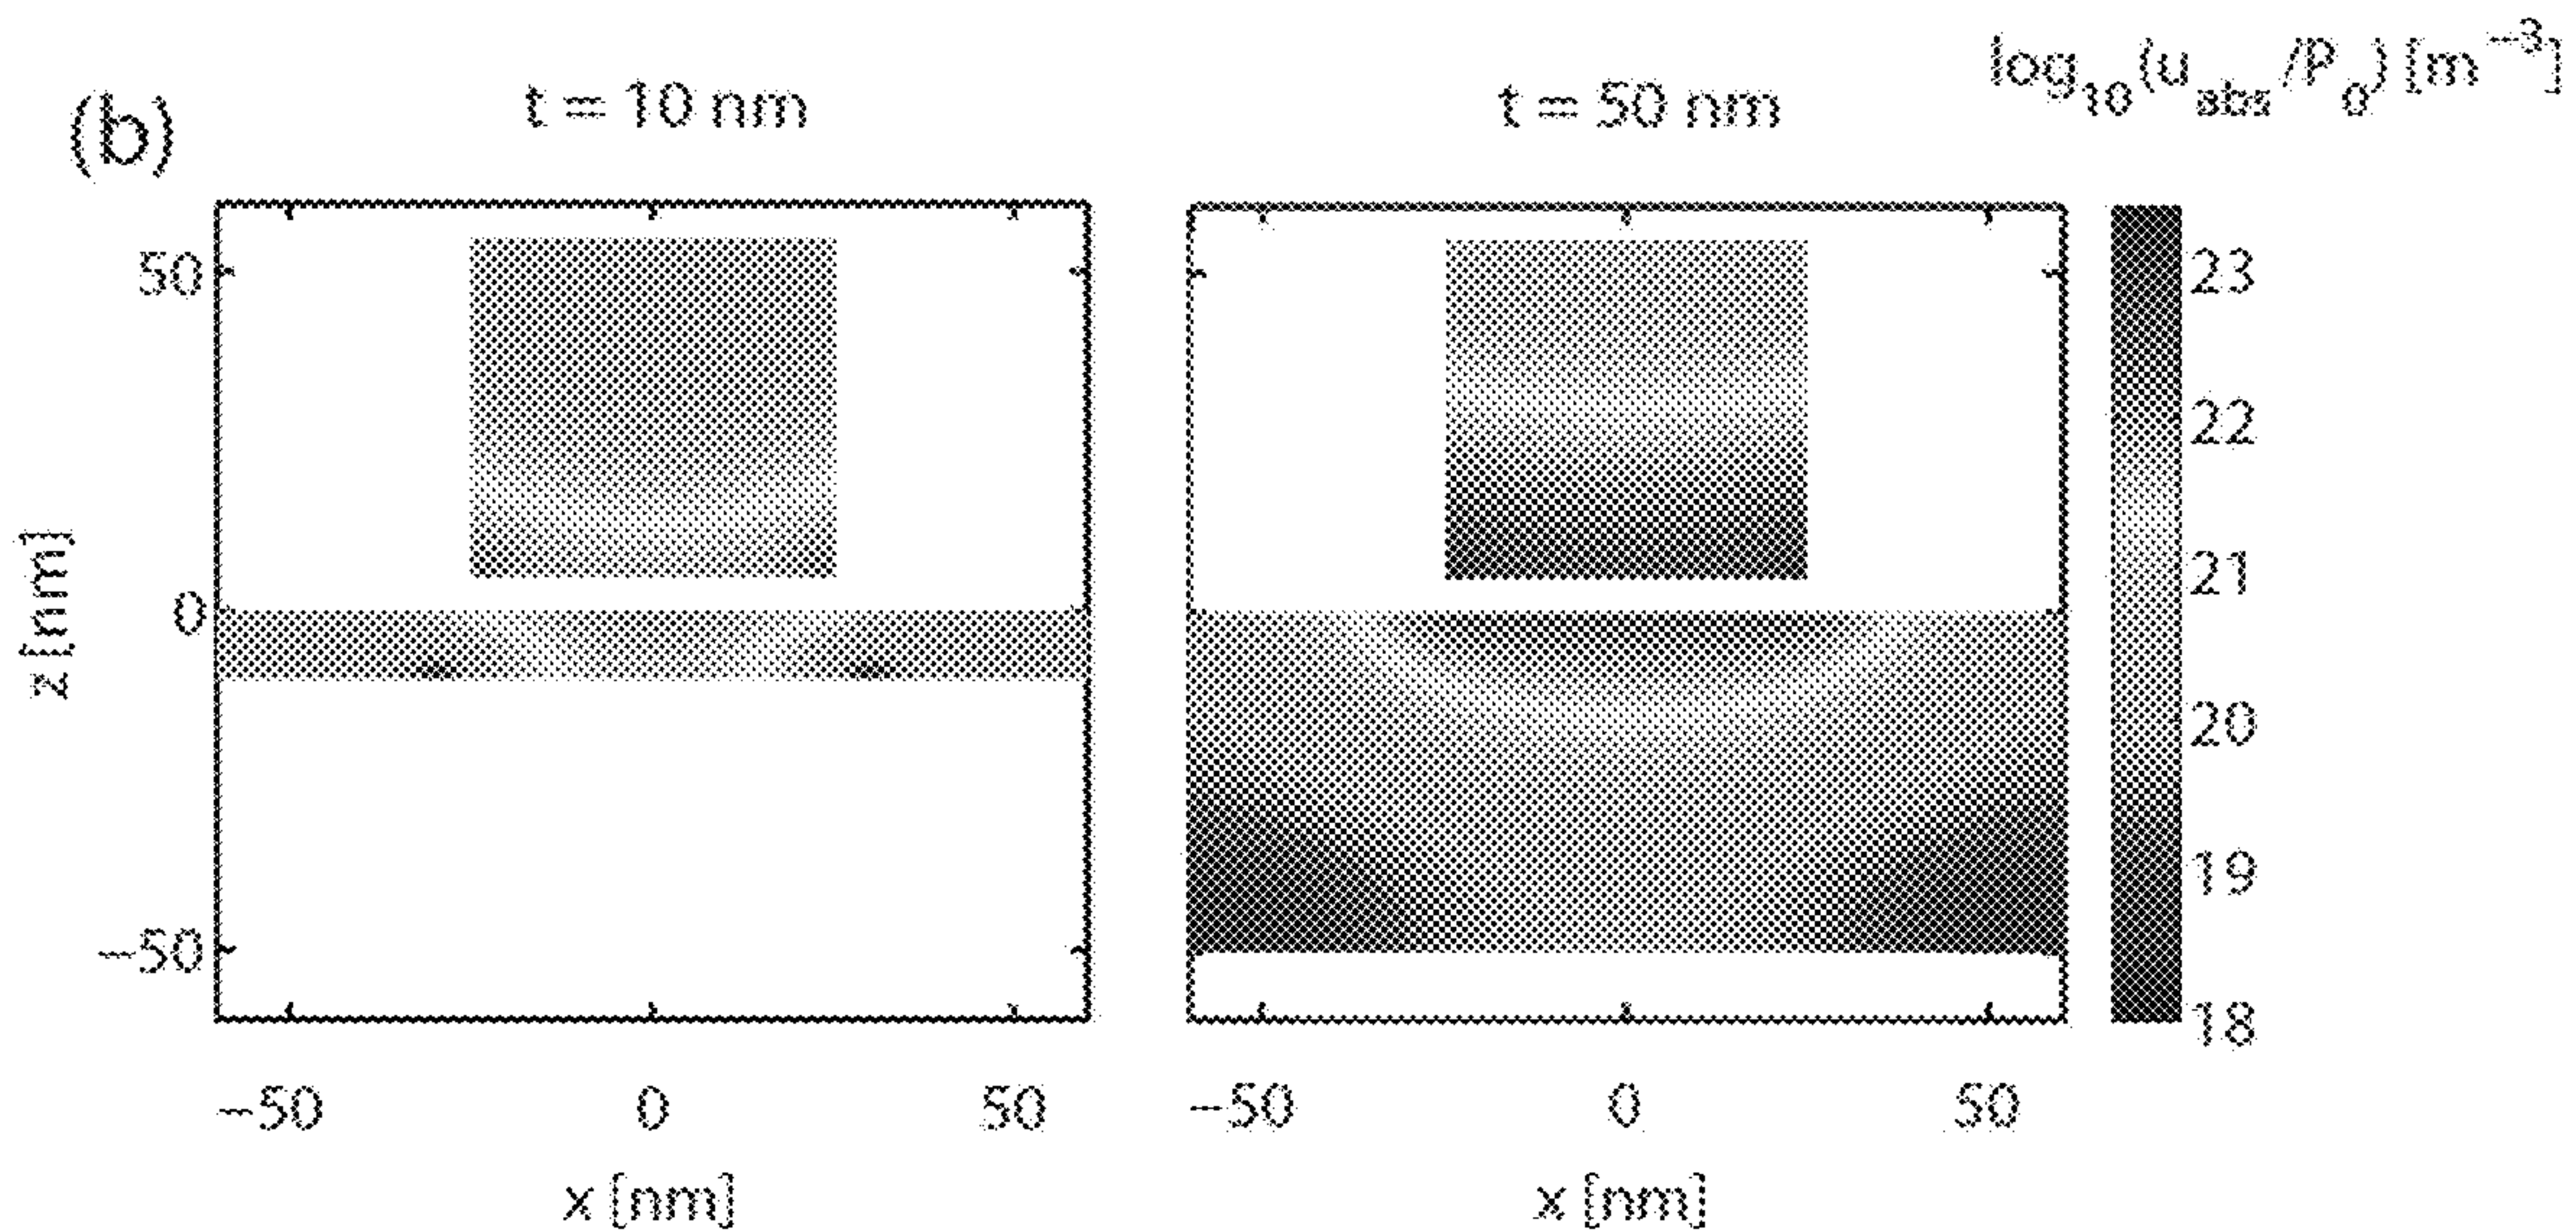 (b)
t = 10 nm
t = 50 nm
log10(uabs/P0) [m−3]
z [nm]
50
0
−50
−50 0 50
x [nm]
−50 0 50
x [nm]
23
22
21
20
19
18